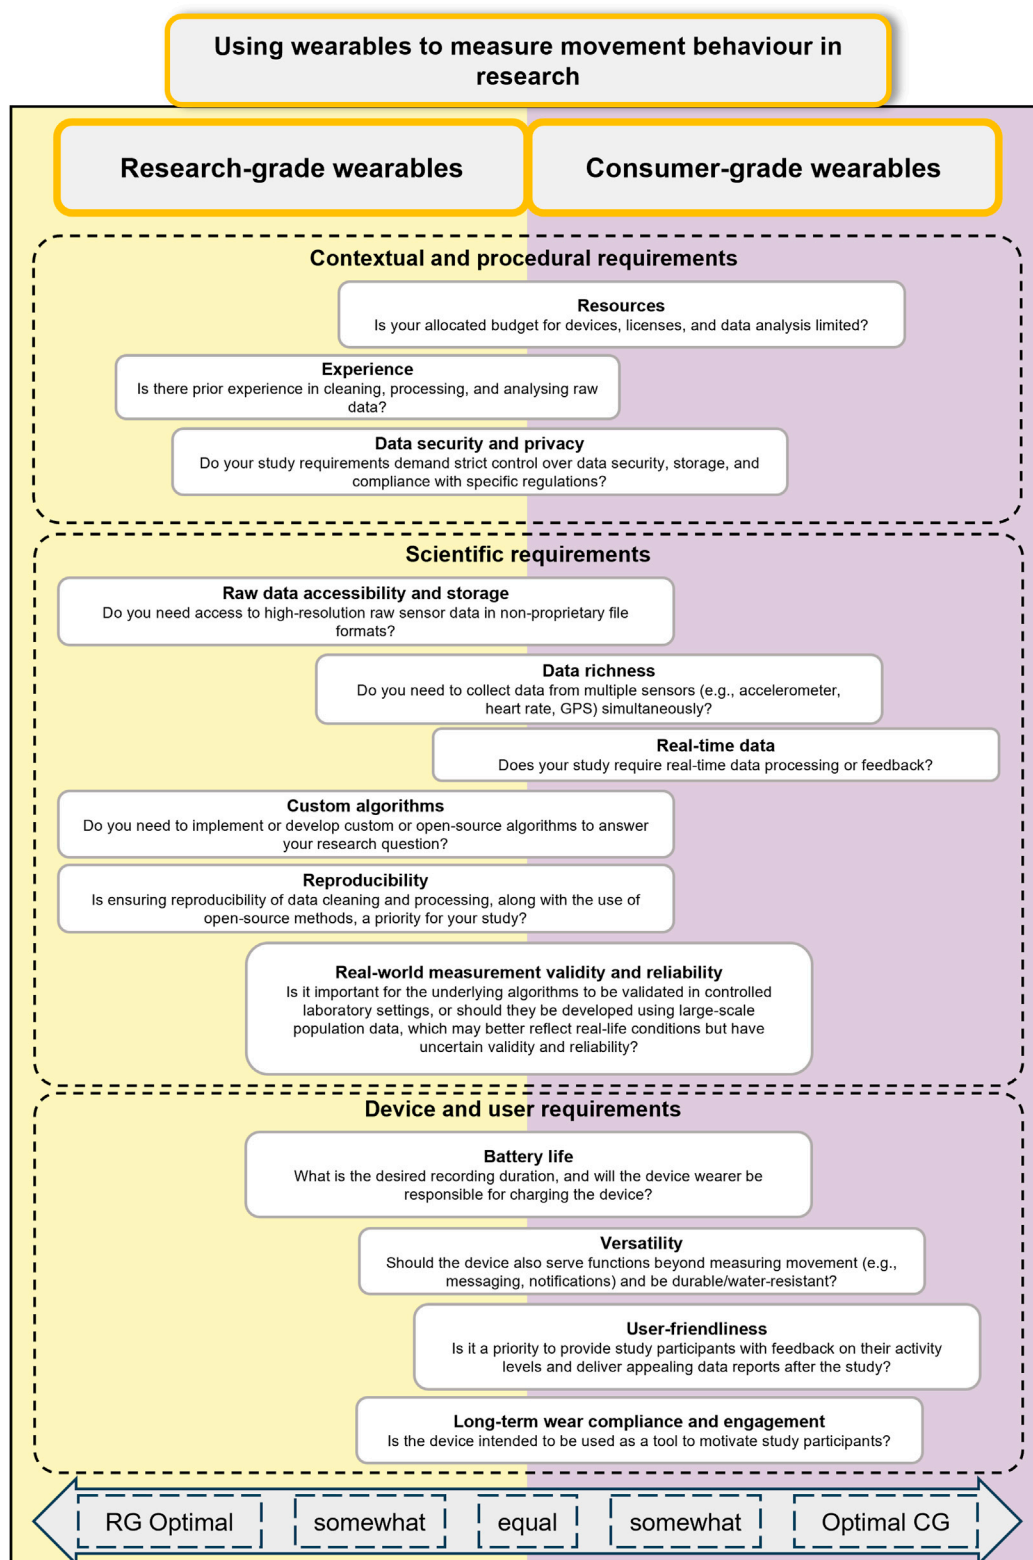 Using wearables to measure movement behaviour in
research
Research-grade wearables
Consumer-grade wearables
Contextual and procedural requirements
Resources
Is your allocated budget for devices, licenses, and data analysis limited?
Experience
Is there prior experience in cleaning, processing, and analysing raw
data?
Data security and privacy
Do your study requirements demand strict control over data security, storage, and
compliance with specific regulations?
Scientific requirements
Raw data accessibility and storage
Do you need access to high-resolution raw sensor data in non-proprietary file
formats?
Data richness
Do you need to collect data from multiple sensors (e.g., accelerometer,
heart rate, GPS) simultaneously?
Real-time data
Does your study require real-time data processing or feedback?
Custom algorithms
Do you need to implement or develop custom or open-source algorithms to answer
your research question?
Reproducibility
Is ensuring reproducibility of data cleaning and processing, along with the use of
open-source methods, a priority for your study?
Real-world measurement validity and reliability
Is it important for the underlying algorithms to be validated in controlled
laboratory settings, or should they be developed using large-scale
population data, which may better reflect real-life conditions but have
uncertain validity and reliability?
Device and user requirements
Battery life
What is the desired recording duration, and will the device wearer be
responsible for charging the device?
Versatility
Should the device also serve functions beyond measuring movement (e.g.,
messaging, notifications) and be durable/water-resistant?
User-friendliness
Is it a priority to provide study participants with feedback on their activity
levels and deliver appealing data reports after the study?
Long-term wear compliance and engagement
Is the device intended to be used as a tool to motivate study participants?
RG Optimal
somewhat
equal
somewhat
Optimal CG